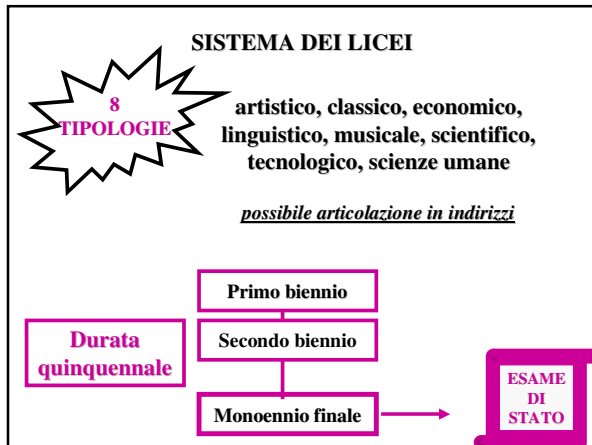 SISTEMA DEI LICEI
8
TIPOLOGIE
artistico, classico, economico,
linguistico, musicale, scientifico,
tecnologico, scienze umane
possibile articolazione in indirizzi
Primo biennio
Durata
quinquennale
Secondo biennio
Monoennio finale
ESAME
DI
STATO